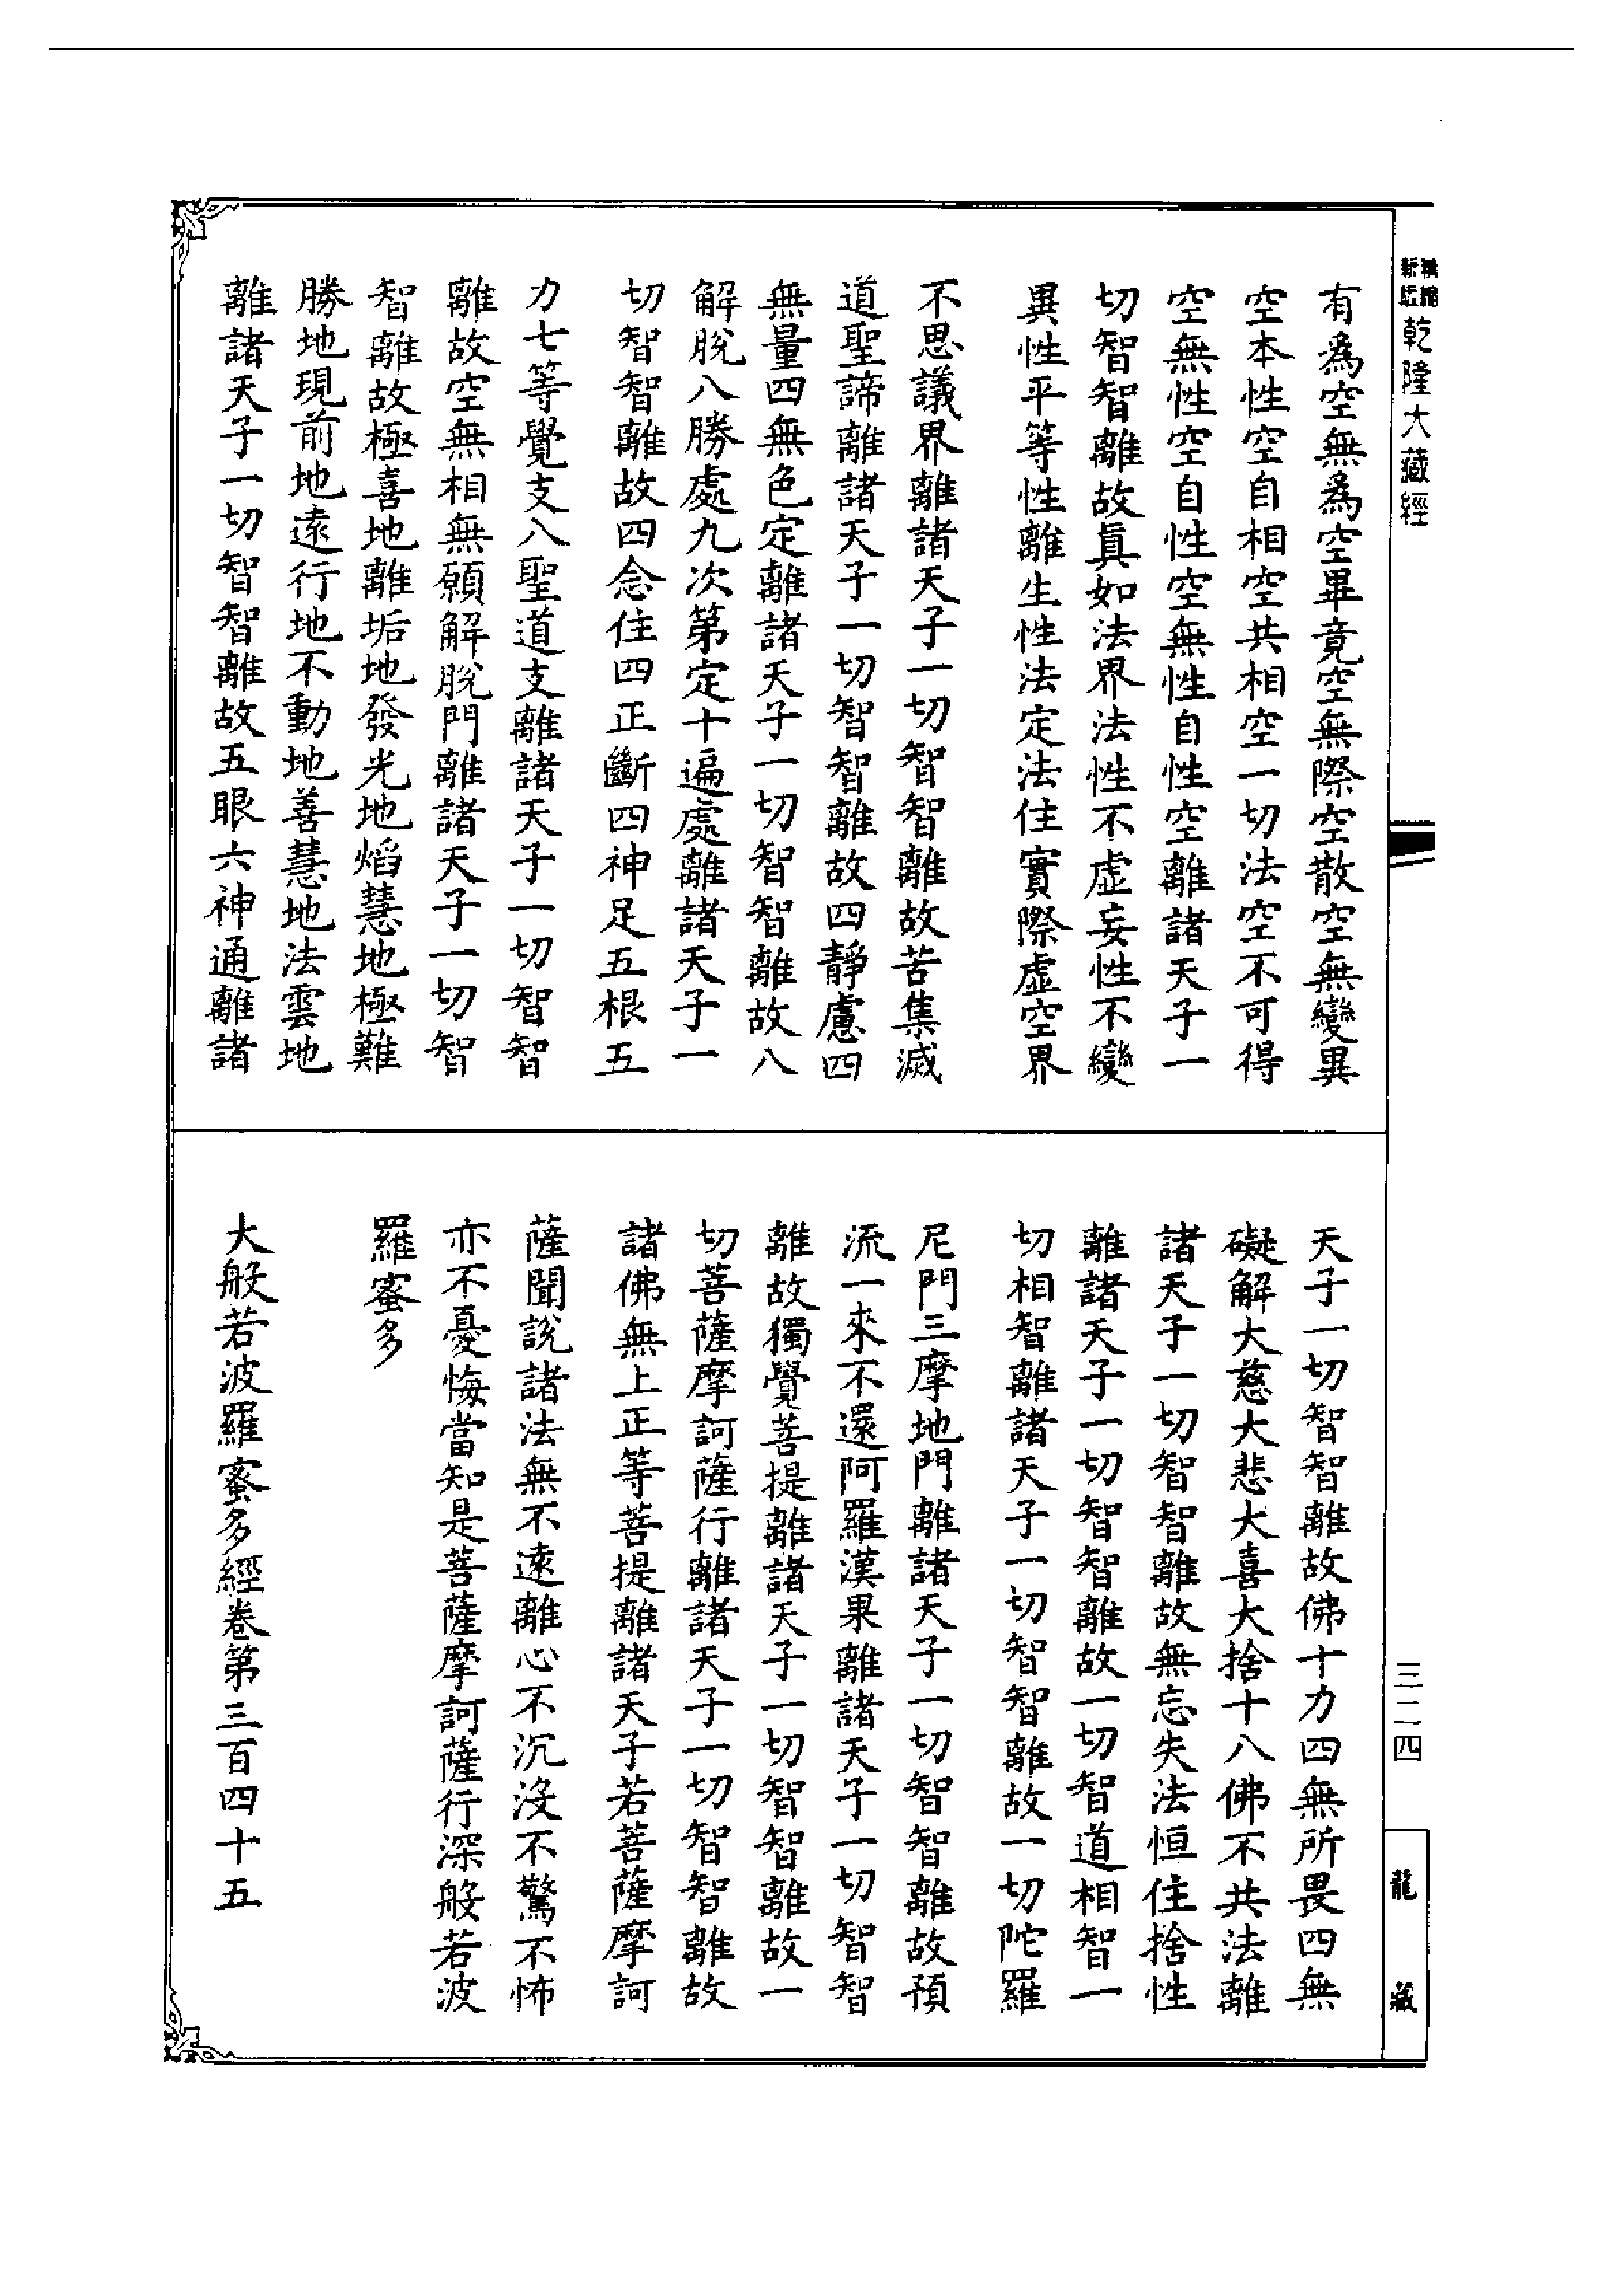 乾隆大藏經
有為空無為空畢竟空無際空散空無變異
空本性空自相空共相空一切法空不可得
空無性空自性空無性自性空離諸天子一
切智智離故眞如法界法性不虛妄性不變
異性平等性離生性法定法住實際虛空界
不思議界離諸天子一切智智離故苦集滅
道聖諦離諸天子一切智智離故四靜慮四
無量四無色定離諸天子一切智智離故八
解脫八勝處九次第定十遍處離諸天子一
切智智離故四念住四正斷四神足五根五
力七等覺支八聖道支離諸天子一切智智
離故空無相無願解脫門離諸天子一切智
智離故極喜地離垢地發光地焰慧地極難
勝地現前地遠行地不動地善慧地法雲地
離諸天子一切智智離故五眼六神通離諸
天子一切智智離故佛十力四無所畏四無
礙解大慈大悲大喜大捨十八佛不共法離
諸天子一切智智離故無忘失法恒住捨性
離諸天子一切智智離故一切智道相智一
切相智離諸天子一切智智離故一切陀羅
尼門三摩地門離諸天子一切智智離故預
流一來不還阿羅漢果離諸天子一切智智
離故獨覺菩提離諸天子一切智智離故一
切菩薩摩訶薩行離諸天子一切智智離故
諸佛無上正等菩提離諸天子若菩薩摩訶
薩聞說諸法無不遠離心不沉沒不驚不怖
亦不憂悔當知是菩薩摩訶薩行深般若波
羅蜜多
大般若波羅蜜多經卷第三百四十五
三二四
龍藏